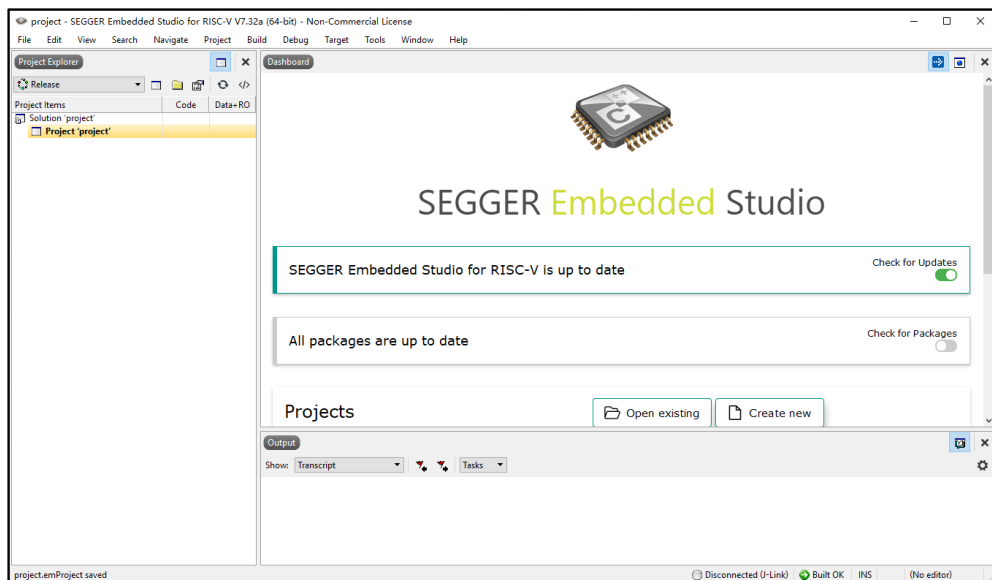 project - SEGGER Embedded Studio for RISC-V V7.32a (64-bit) - Non-Commercial License
File Edit View Search Navigate Project Build Debug Target Tools Window Help
Project Explorer
Release
Project Items Code Data+RO
Solution 'project'
Project 'project'
Dashboard
C
SEGGER Embedded Studio
Check for Updates
SEGGER Embedded Studio for RISC-V is up to date
Check for Packages
All packages are up to date
Projects Open existing Create new
Output
Show: Transcript Tasks
project.emProject saved Disconnected (J-Link) Built OK INS (No editor)